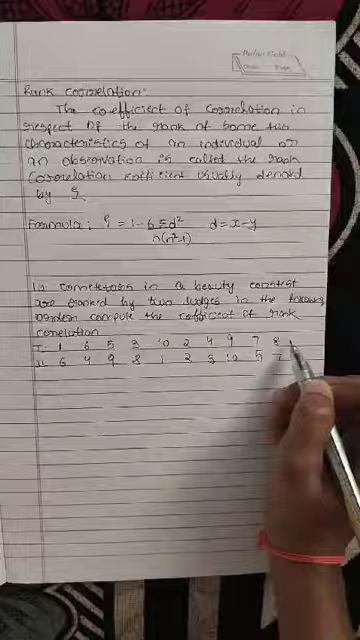 Rank Correlation:
The coefficient of correlation in
respect of the rank of some two
characteristics of an individual or
an observation is called the rank
Correlation coefficient usually denoted
by ρ
Formula: ρ = 1 - 6Σd² d = x-y
n(n²-1)
10 in a beauty contest
are ranked by two Judges in the following
compute the coefficient of rank
correlation
I: 1 6 5 3 10 2 4 9 7 8
II: 6 4 9 8 1 2 3 10 5 7